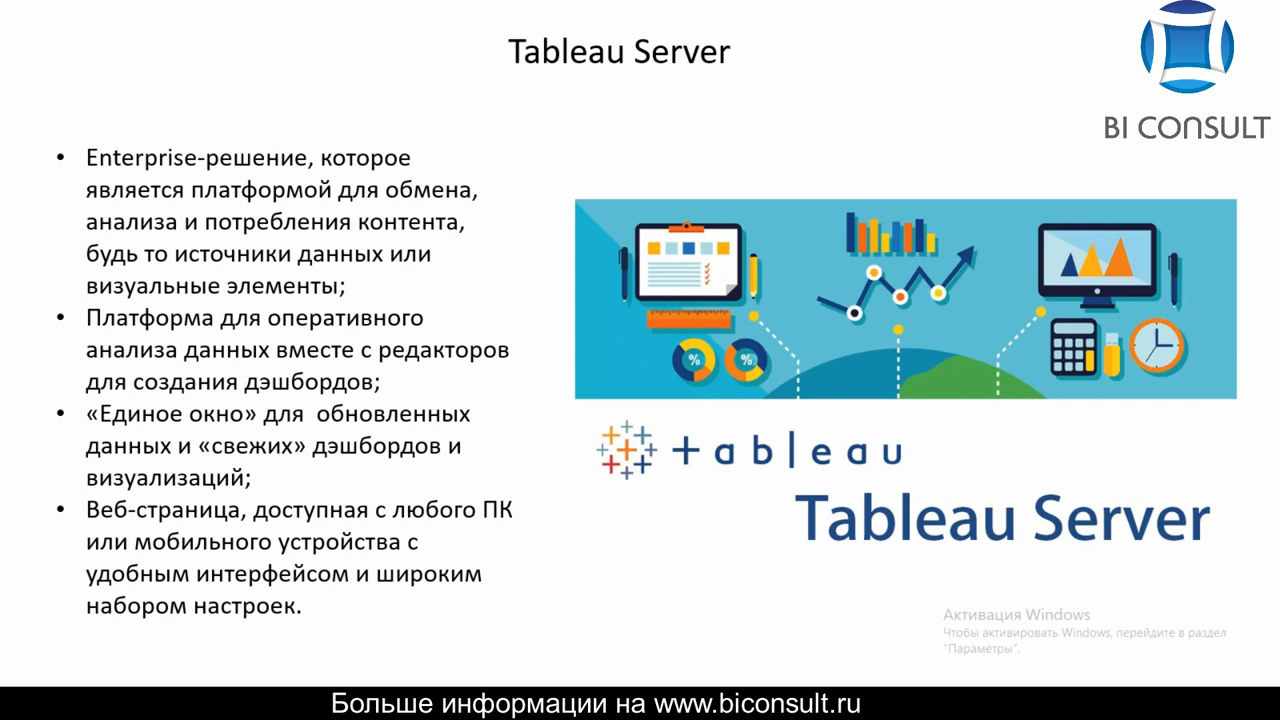 Tableau Server
BI CONSULT
• Enterprise-решение, которое
является платформой для обмена,
анализа и потребления контента,
будь то источники данных или
визуальные элементы;
• Платформа для оперативного
анализа данных вместе с редакторов
для создания дэшбордов;
• «Единое окно» для  обновленных
данных и «свежих» дэшбордов и
визуализаций;
• Веб-страница, доступная с любого ПК
или мобильного устройства с
удобным интерфейсом и широким
набором настроек.
%
%
+ableau
Tableau Server
Активация Windows
Чтобы активировать Windows, перейдите в раздел
"Параметры".
Больше информации на www.biconsult.ru